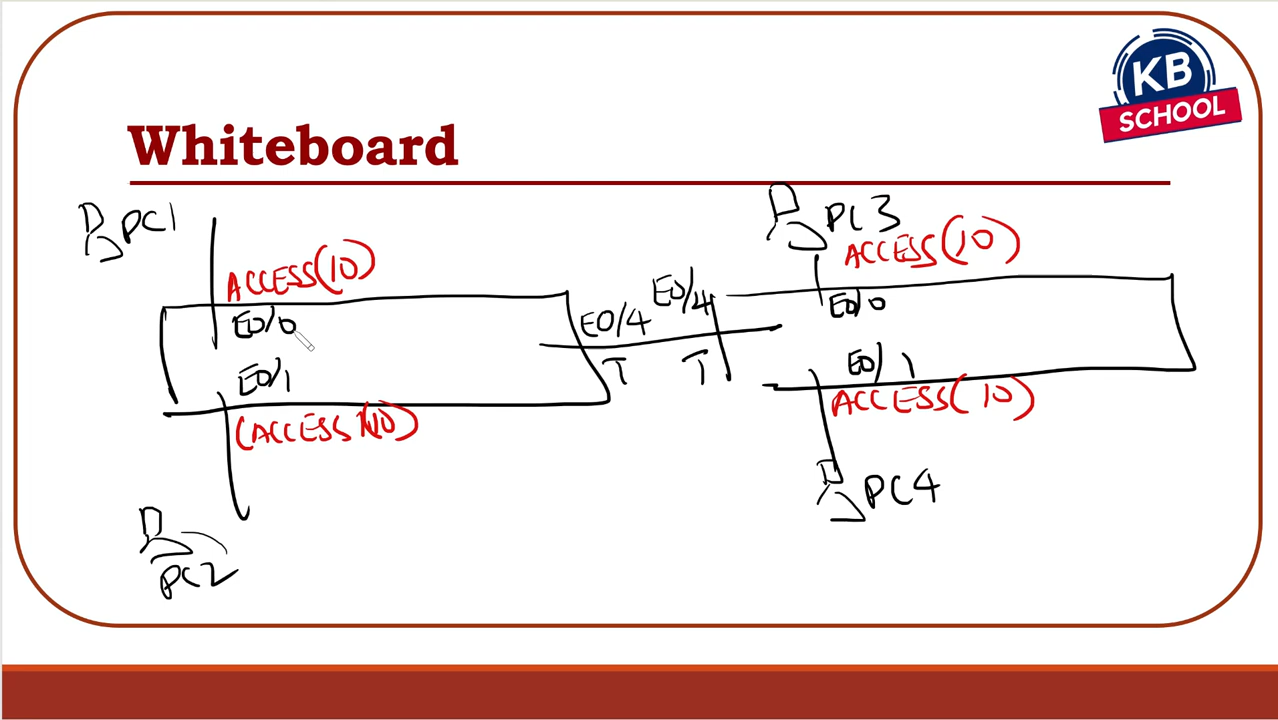 KB
SCHOOL
Whiteboard
PC1
PC3
ACCESS(10)
ACCESS(10)
E0/0
E0/4
E0/4
E0/0
E0/1
T
T
E0/1
(ACCESS 10)
ACCESS(10)
PC4
PC2